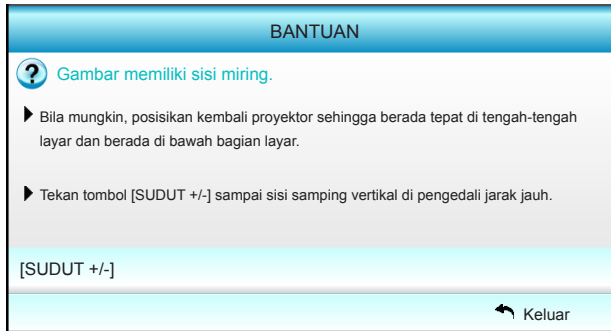 BANTUAN
Gambar memiliki sisi miring.
Bila mungkin, posisikan kembali proyektor sehingga berada tepat di tengah-tengah
layar dan berada di bawah bagian layar.
Tekan tombol [SUDUT +/-] sampai sisi samping vertikal di pengedali jarak jauh.
[SUDUT +/-]
Keluar